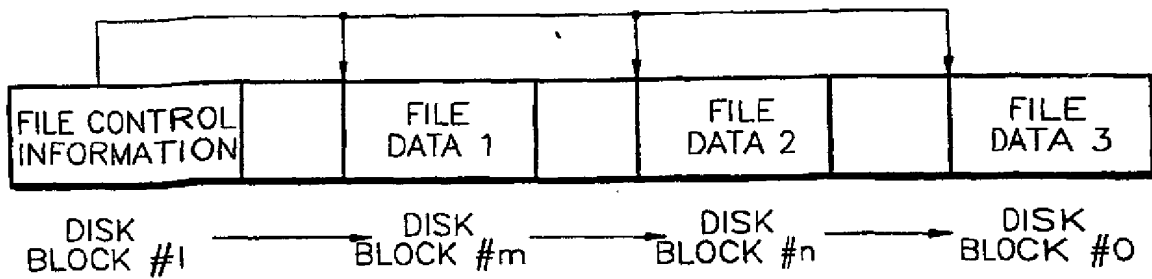 FILE CONTROL
INFORMATION
FILE
DATA 1
FILE
DATA 2
FILE
DATA 3
DISK
BLOCK #l
DISK
BLOCK #m
DISK
BLOCK #n
DISK
BLOCK #O